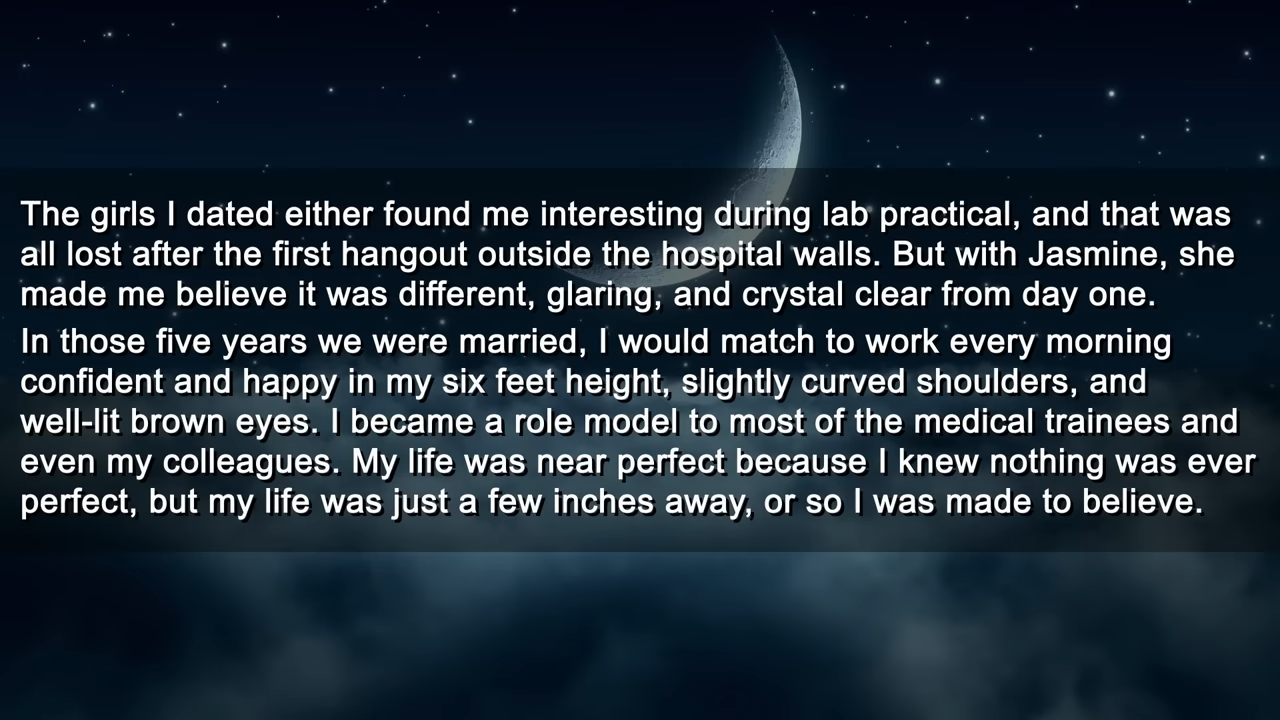 The girls I dated either found me interesting during lab practical, and that was
all lost after the first hangout outside the hospital walls. But with Jasmine, she
made me believe it was different, glaring, and crystal clear from day one.
In those five years we were married, I would match to work every morning
confident and happy in my six feet height, slightly curved shoulders, and
well-lit brown eyes. I became a role model to most of the medical trainees and
even my colleagues. My life was near perfect because I knew nothing was ever
perfect, but my life was just a few inches away, or so I was made to believe.